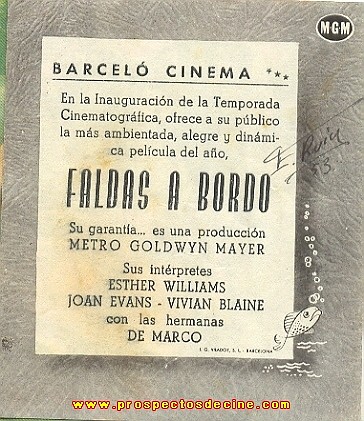 MGM
BARCELÓ CINEMA ***
En la Inauguración de la Temporada
Cinematográfica, ofrece a su público
la más ambientada, alegre y dinámi-
ca película del año,
FALDAS A BORDO
Su garantía... es una producción
METRO GOLDWYN MAYER
Sus intérpretes
ESTHER WILLIAMS
JOAN EVANS - VIVIAN BLAINE
con las hermanas
DE MARCO
BARCELONA
www.prospectosdecine.com